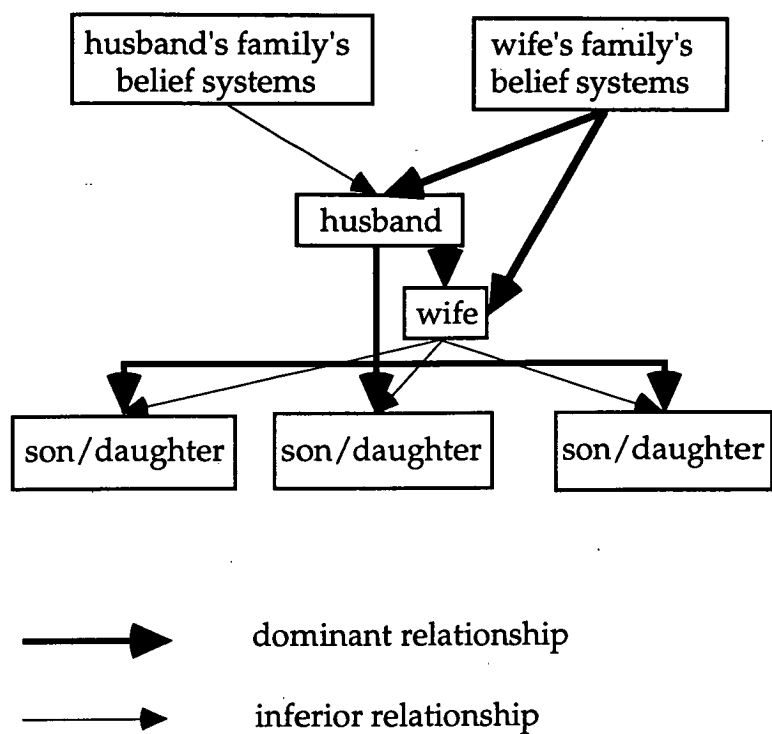 husband's family's
belief systems
wife's family's
belief systems
husband
wife
son/daughter
son/daughter
son/daughter
dominant relationship
inferior relationship